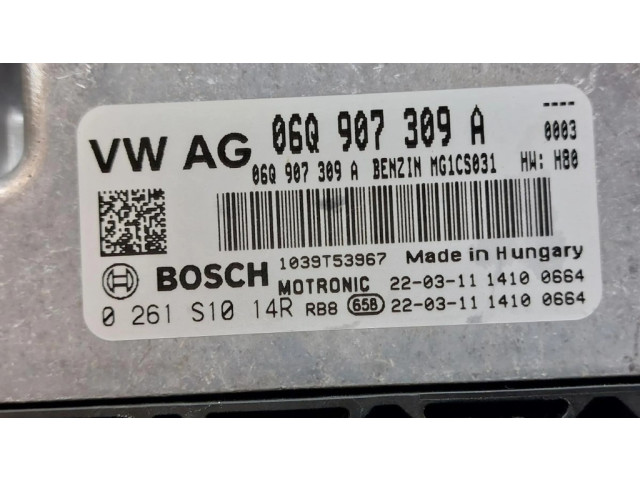 VW AG 06Q 907 309 A ----
0003
06Q 907 309 A BENZIN MG1CS031 HW: H80
1039T53967 Made in Hungary
BOSCH MOTRONIC 22-03-11 1410 0664
0 261 S10 14R RB8 658 22-03-11 1410 0664